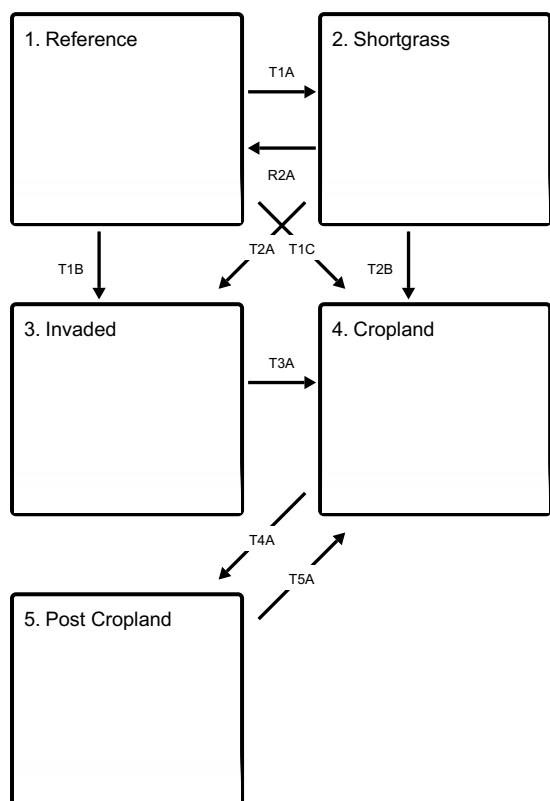 1. Reference
2. Shortgrass
T1A
R2A
T1B
T2A
T1C
T2B
3. Invaded
4. Cropland
T3A
T4A
T5A
5. Post Cropland